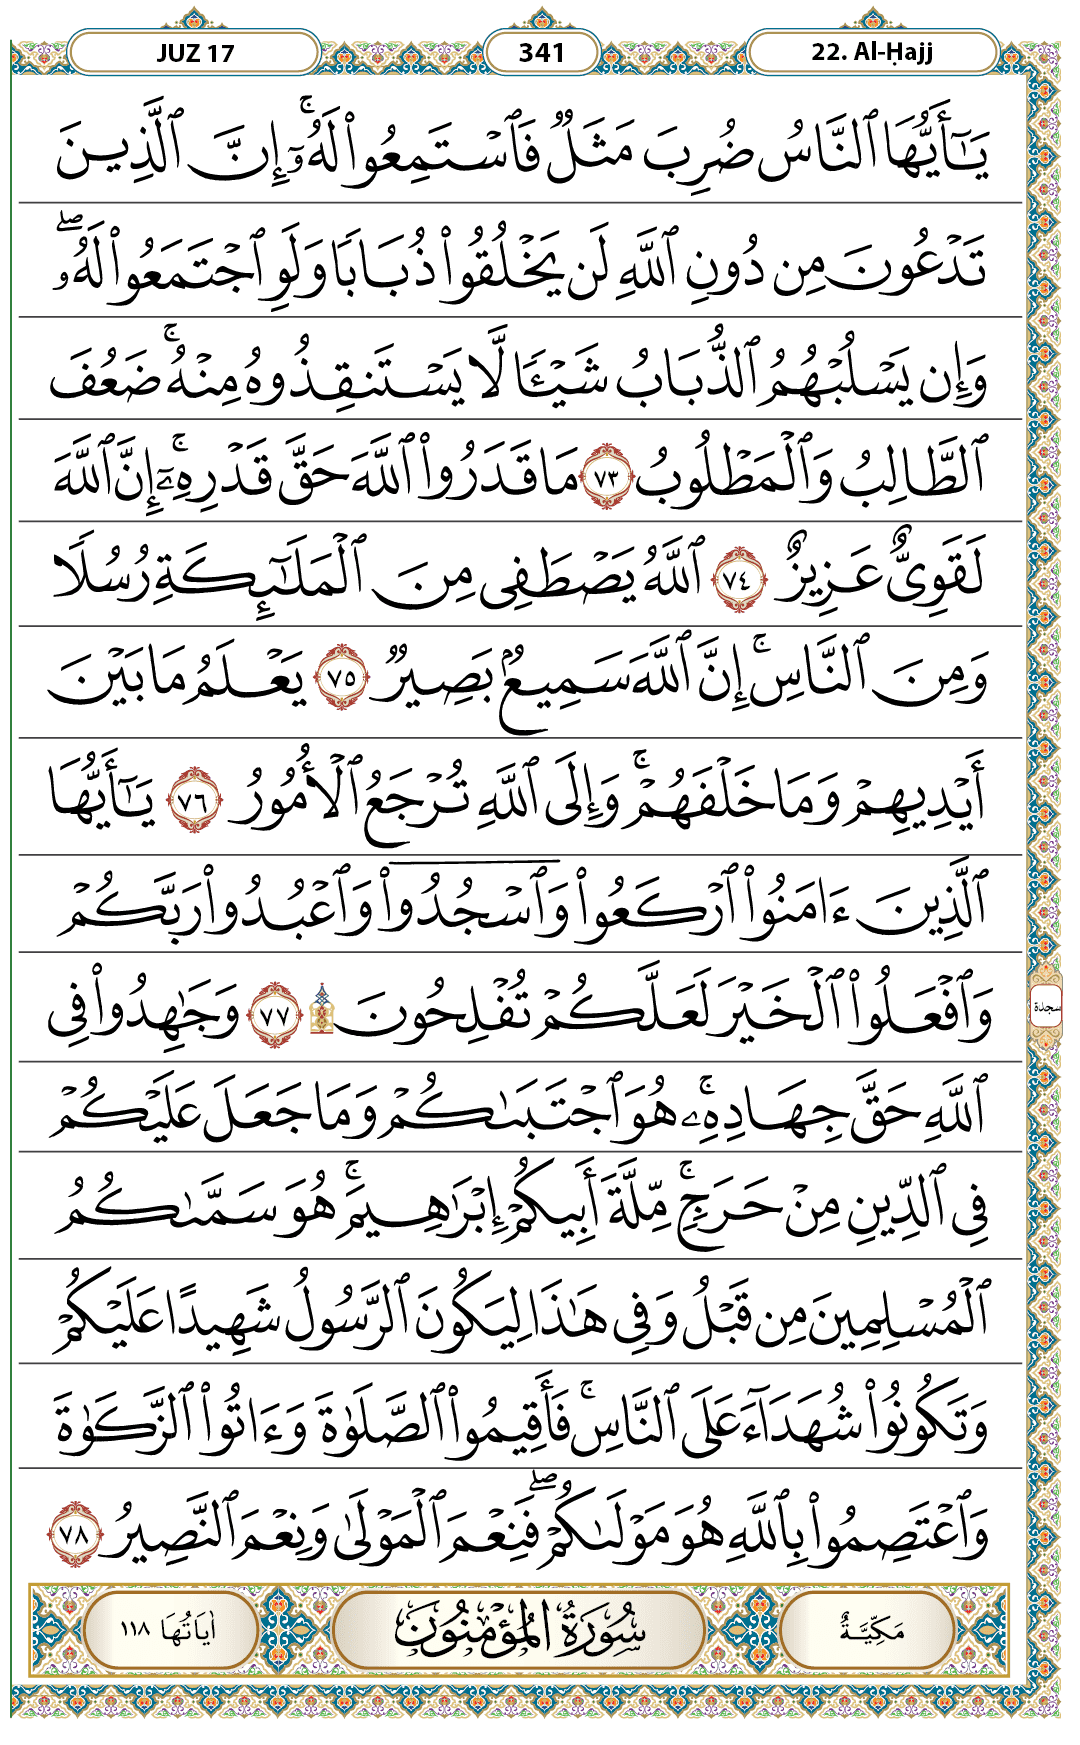 JUZ 17
341
22. Al-Ḥajj
يَـٰٓأَيُّهَا ٱلنَّاسُ ضُرِبَ مَثَلٌۭ فَٱسْتَمِعُوا۟ لَهُۥٓ ۚ إِنَّ ٱلَّذِينَ
تَدْعُونَ مِن دُونِ ٱللَّهِ لَن يَخْلُقُوا۟ ذُبَابًۭا وَلَوِ ٱجْتَمَعُوا۟ لَهُۥ ۖ
وَإِن يَسْلُبْهُمُ ٱلذُّبَابُ شَيْـًۭٔا لَّا يَسْتَنقِذُوهُ مِنْهُ ۚ ضَعُفَ
ٱلطَّالِبُ وَٱلْمَطْلُوبُ ٧٣ مَا قَدَرُوا۟ ٱللَّهَ حَقَّ قَدْرِهِۦٓ ۚ إِنَّ ٱللَّهَ
لَقَوِىٌّ عَزِيزٌ ٧٤ ٱللَّهُ يَصْطَفِى مِنَ ٱلْمَلَـٰٓئِكَةِ رُسُلًۭا
وَمِنَ ٱلنَّاسِ ۚ إِنَّ ٱللَّهَ سَمِيعٌۢ بَصِيرٌۭ ٧٥ يَعْلَمُ مَا بَيْنَ
أَيْدِيهِمْ وَمَا خَلْفَهُمْ ۗ وَإِلَى ٱللَّهِ تُرْجَعُ ٱلْأُمُورُ ٧٦ يَـٰٓأَيُّهَا
ٱلَّذِينَ ءَامَنُوا۟ ٱرْكَعُوا۟ وَٱسْجُدُوا۟ وَٱعْبُدُوا۟ رَبَّكُمْ
وَٱفْعَلُوا۟ ٱلْخَيْرَ لَعَلَّكُمْ تُفْلِحُونَ ۩ ٧٧ وَجَـٰهِدُوا۟ فِى
سجدة
ٱللَّهِ حَقَّ جِهَادِهِۦ ۚ هُوَ ٱجْتَبَىٰكُمْ وَمَا جَعَلَ عَلَيْكُمْ
فِى ٱلدِّينِ مِنْ حَرَجٍۢ ۚ مِّلَّةَ أَبِيكُمْ إِبْرَٰهِيمَ ۚ هُوَ سَمَّىٰكُمُ
ٱلْمُسْلِمِينَ مِن قَبْلُ وَفِى هَـٰذَا لِيَكُونَ ٱلرَّسُولُ شَهِيدًا عَلَيْكُمْ
وَتَكُونُوا۟ شُهَدَآءَ عَلَى ٱلنَّاسِ ۚ فَأَقِيمُوا۟ ٱلصَّلَوٰةَ وَءَاتُوا۟ ٱلزَّكَوٰةَ
وَٱعْتَصِمُوا۟ بِٱللَّهِ هُوَ مَوْلَىٰكُمْ ۖ فَنِعْمَ ٱلْمَوْلَىٰ وَنِعْمَ ٱلنَّصِيرُ ٧٨
مَكِّيَّةٌ
سُورَةُ الْمُؤْمِنُونَ
اٰيَاتُهَا ١١٨